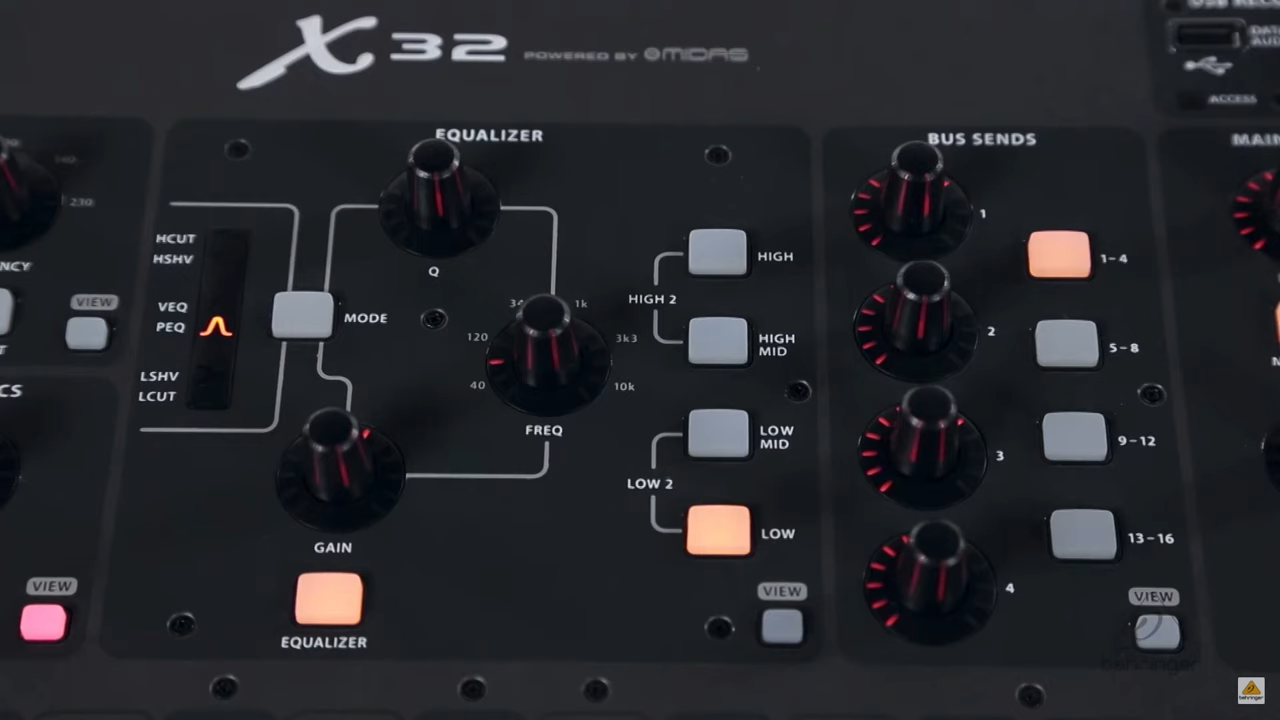 X32 POWERED BY MIDAS
ACCESS
EQUALIZER
BUS SENDS
230
HCUT
HSHV
VIEW
VEQ
PEQ
MODE
LSHV
LCUT
Q
120
40
1k
3k3
10k
FREQ
GAIN
EQUALIZER
HIGH
HIGH 2
HIGH
MID
LOW
MID
LOW 2
LOW
VIEW
VIEW
1
2
3
4
1-4
5-8
9-12
13-16
VIEW
behringer